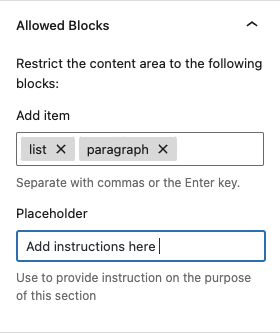 Allowed Blocks
Restrict the content area to the following
blocks:
Add item
list × paragraph ×
Separate with commas or the Enter key.
Placeholder
Add instructions here
Use to provide instruction on the purpose
of this section